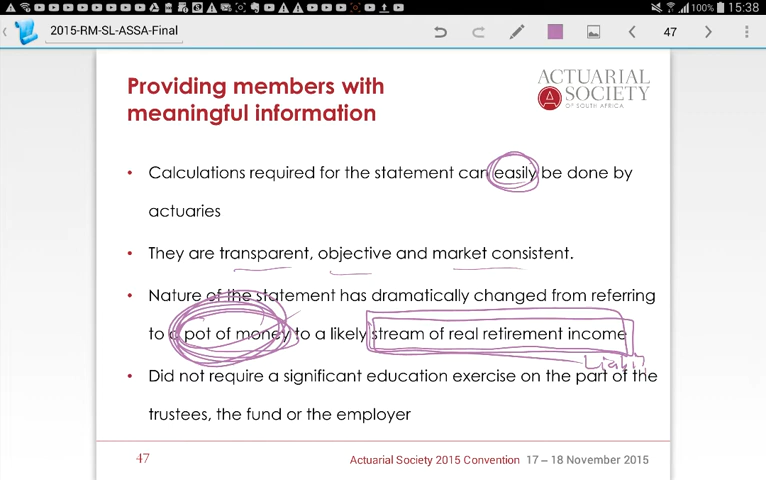 100% 15:38
2015-RM-SL-ASSA-Final
47
Providing members with
meaningful information
ACTUARIAL
SOCIETY
OF SOUTH AFRICA
• Calculations required for the statement can easily be done by
actuaries
• They are transparent, objective and market consistent.
• Nature of the statement has dramatically changed from referring
to a pot of money to a likely stream of real retirement income
• Did not require a significant education exercise on the part of the
trustees, the fund or the employer
47
Actuarial Society 2015 Convention 17 – 18 November 2015